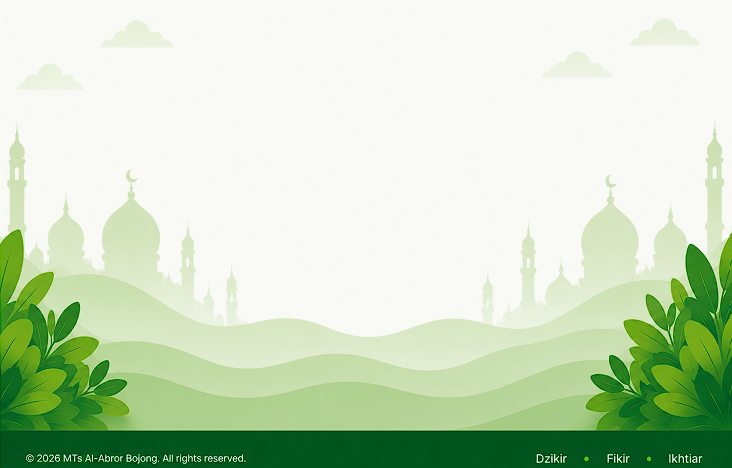 © 2026 MTs Al-Abror Bojong. All rights reserved.
Dzikir • Fikir • Ikhtiar